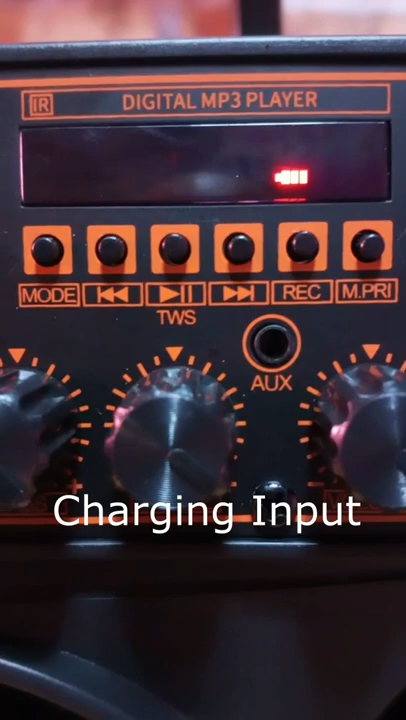 IR
DIGITAL MP3 PLAYER
MODE
REC
M.PRI
TWS
AUX
Charging Input